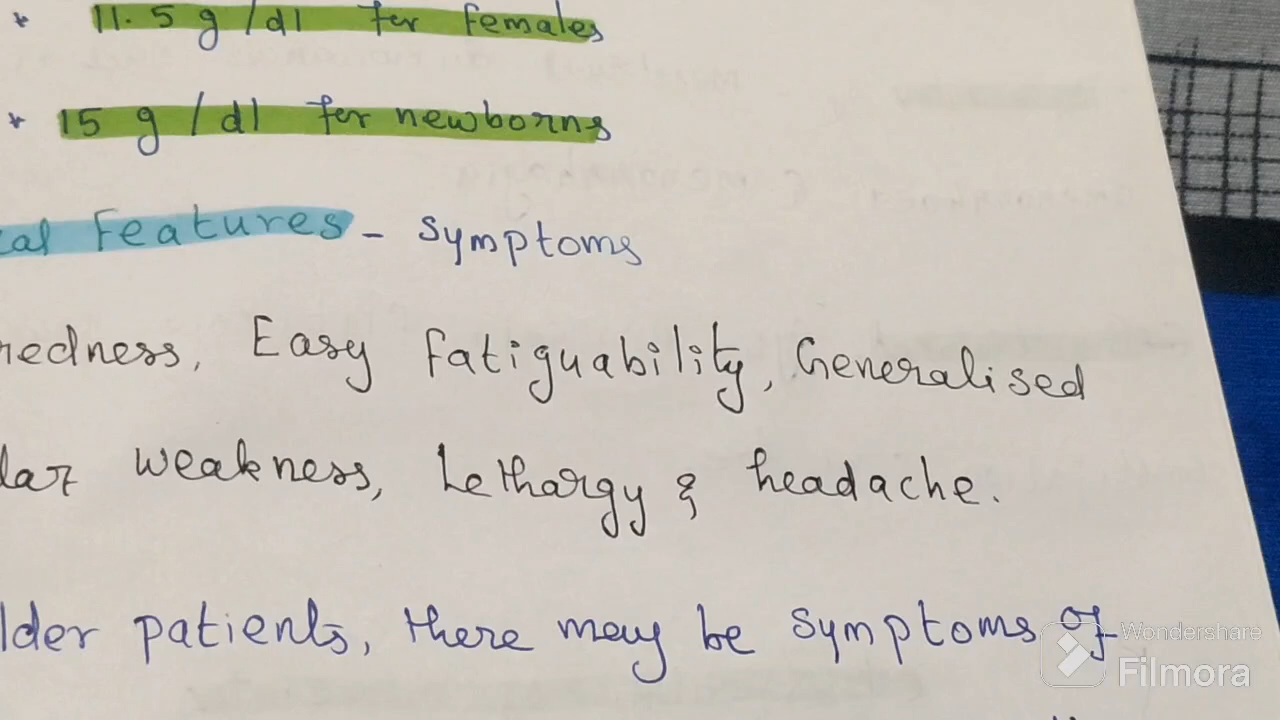 * 11.5 g/dl for females
* 15 g/dl for newborns
cal Features - Symptoms
redness, Easy fatiguability, Generalised
lar weakness, Lethargy & headache.
lder patients, there may be symptoms of
Wondershare
Filmora